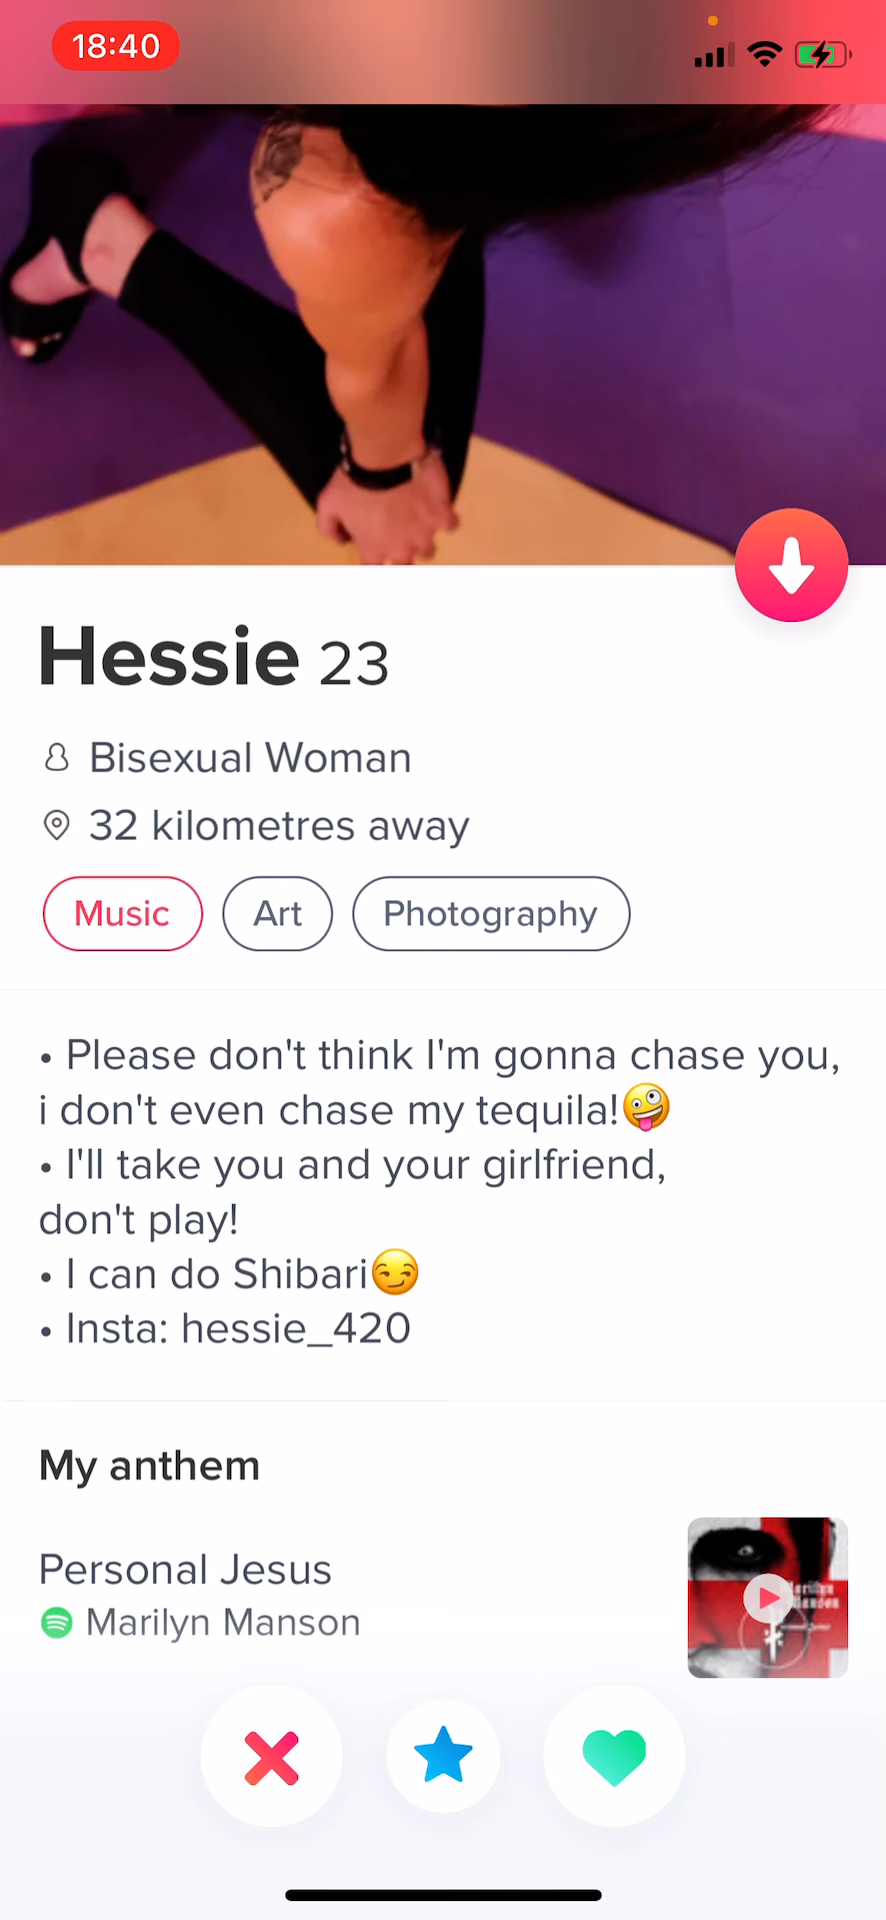 18:40
Hessie 23
Bisexual Woman
32 kilometres away
Music Art Photography
• Please don't think I'm gonna chase you,
i don't even chase my tequila!🤪
• I'll take you and your girlfriend,
don't play!
• I can do Shibari😏
• Insta: hessie_420
My anthem
Personal Jesus
Marilyn Manson
Marilyn
Manson